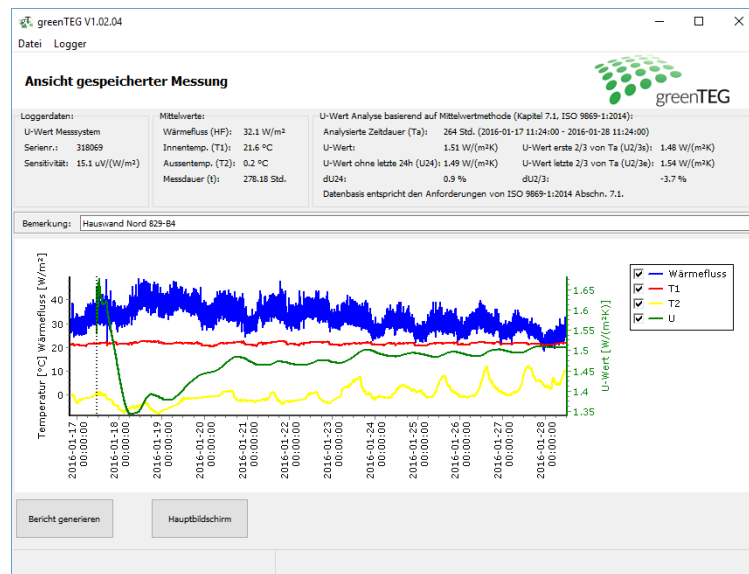 greenTEG V1.02.04
Datei Logger
Ansicht gespeicherter Messung
greenTEG
Loggerdaten:
U-Wert Messsystem
Serienr.: 318069
Sensitivität: 15.1 uV/(W/m²)
Mittelwerte:
Wärmefluss (HF): 32.1 W/m²
Innentemp. (T1): 21.6 °C
Aussentemp. (T2): 0.2 °C
Messdauer (t): 278.18 Std.
U-Wert Analyse basierend auf Mittelwertmethode (Kapitel 7.1, ISO 9869-1:2014):
Analysierte Zeitdauer (Ta): 264 Std. (2016-01-17 11:24:00 - 2016-01-28 11:24:00)
U-Wert: 1.51 W/(m²K) U-Wert erste 2/3 von Ta (U2/3s): 1.48 W/(m²K)
U-Wert ohne letzte 24h (U24): 1.49 W/(m²K) U-Wert letzte 2/3 von Ta (U2/3e): 1.54 W/(m²K)
dU24: 0.9 % dU2/3: -3.7 %
Datenbasis entspricht den Anforderungen von ISO 9869-1:2014 Abschn. 7.1.
Bemerkung: Hauswand Nord 829-B4
Temperatur [°C] Wärmefluss [W/m²]
40
30
20
10
0
1.65
1.6
1.55
1.5
1.45
1.4
1.35
U-Wert [W/(m²K)]
2016-01-17 00:00:00
2016-01-18 00:00:00
2016-01-19 00:00:00
2016-01-20 00:00:00
2016-01-21 00:00:00
2016-01-22 00:00:00
2016-01-23 00:00:00
2016-01-24 00:00:00
2016-01-25 00:00:00
2016-01-26 00:00:00
2016-01-27 00:00:00
2016-01-28 00:00:00
Wärmefluss
T1
T2
U
Bericht generieren
Hauptbildschirm